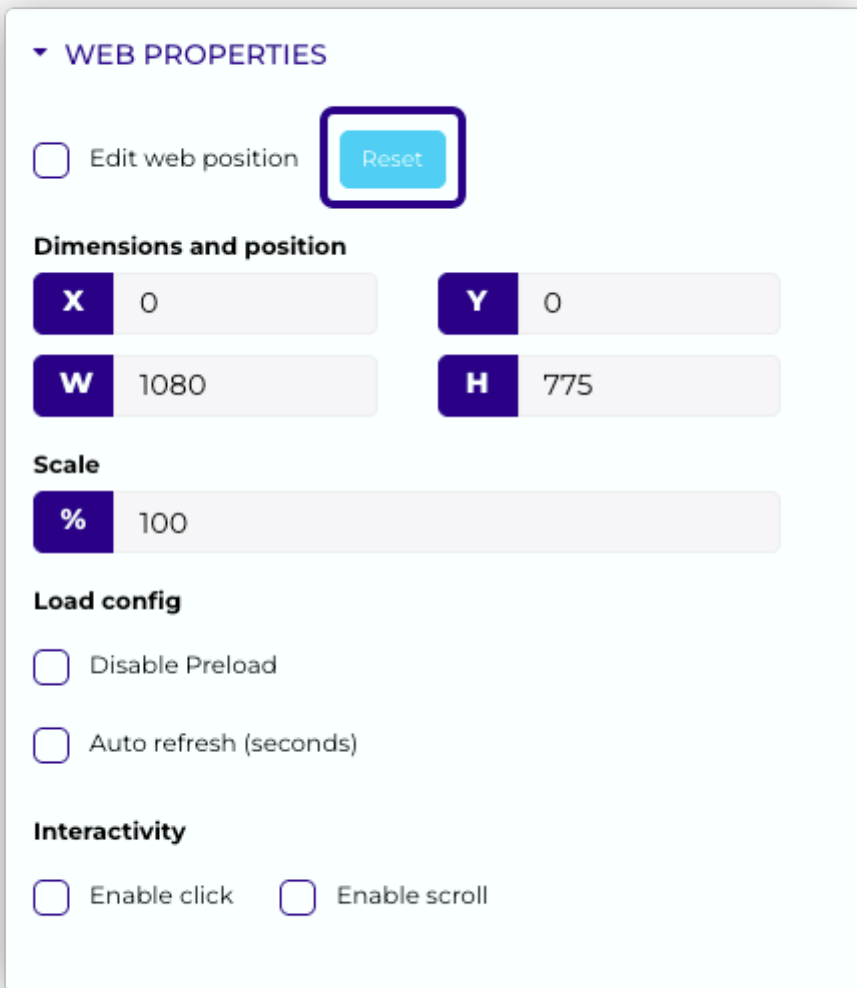 WEB PROPERTIES
Edit web position Reset
Dimensions and position
X 0 Y 0
W 1080 H 775
Scale
% 100
Load config
Disable Preload
Auto refresh (seconds)
Interactivity
Enable click Enable scroll